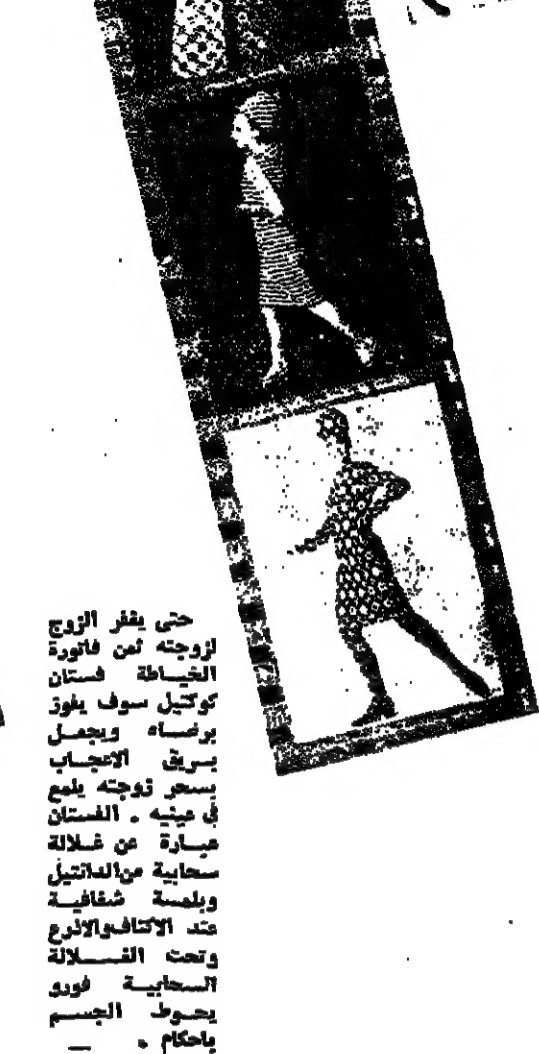 حتى يغفر الزوج
لزوجته ثمن فاتورة
الخياطة فستان
كوكتيل سوف يفوز
برضاه ويجعل
بريق الاعجاب
بسحر زوجته يلمع
في عينيه . الفستان
عبارة عن غلالة
سحابية من الدانتيل
وبلمسة شفافية
عند الاكتاف والاذرع
وتحت الغلالة
السحابية فورو
يحوط الجسم
باحكام .